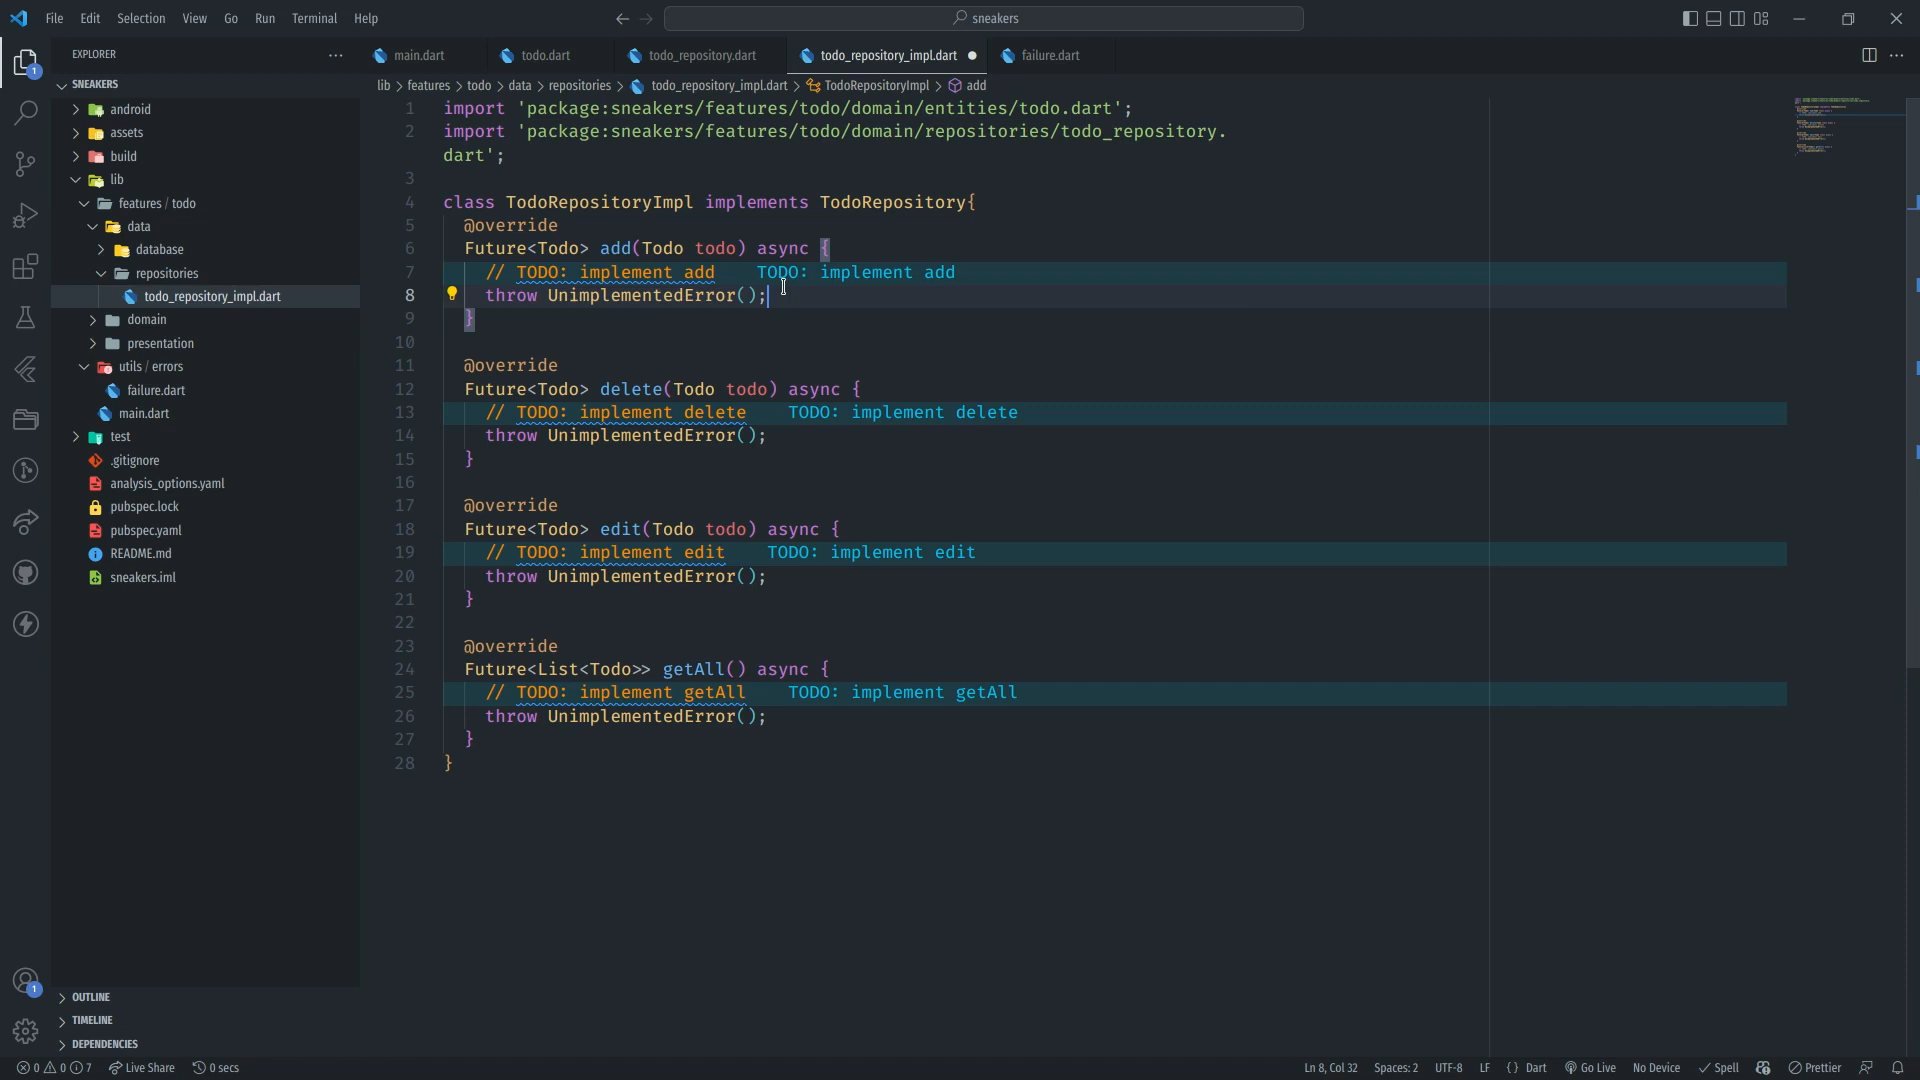 File Edit Selection View Go Run Terminal Help
sneakers
EXPLORER
SNEAKERS
android
assets
build
lib
features / todo
data
database
repositories
todo_repository_impl.dart
domain
presentation
utils / errors
failure.dart
main.dart
test
.gitignore
analysis_options.yaml
pubspec.lock
pubspec.yaml
README.md
sneakers.iml
OUTLINE
TIMELINE
DEPENDENCIES
1
1
main.dart todo.dart todo_repository.dart todo_repository_impl.dart failure.dart
lib > features > todo > data > repositories > todo_repository_impl.dart > TodoRepositoryImpl > add
1 import 'package:sneakers/features/todo/domain/entities/todo.dart';
2 import 'package:sneakers/features/todo/domain/repositories/todo_repository.
dart';
3
4 class TodoRepositoryImpl implements TodoRepository{
5 @override
6 Future<Todo> add(Todo todo) async {
7 // TODO: implement add TODO: implement add
8 throw UnimplementedError();
9 }
10
11 @override
12 Future<Todo> delete(Todo todo) async {
13 // TODO: implement delete TODO: implement delete
14 throw UnimplementedError();
15 }
16
17 @override
18 Future<Todo> edit(Todo todo) async {
19 // TODO: implement edit TODO: implement edit
20 throw UnimplementedError();
21 }
22
23 @override
24 Future<List<Todo>> getAll() async {
25 // TODO: implement getAll TODO: implement getAll
26 throw UnimplementedError();
27 }
28 }
0 0 7 Live Share 0 secs Ln 8, Col 32 Spaces: 2 UTF-8 LF {} Dart Go Live No Device Spell Prettier